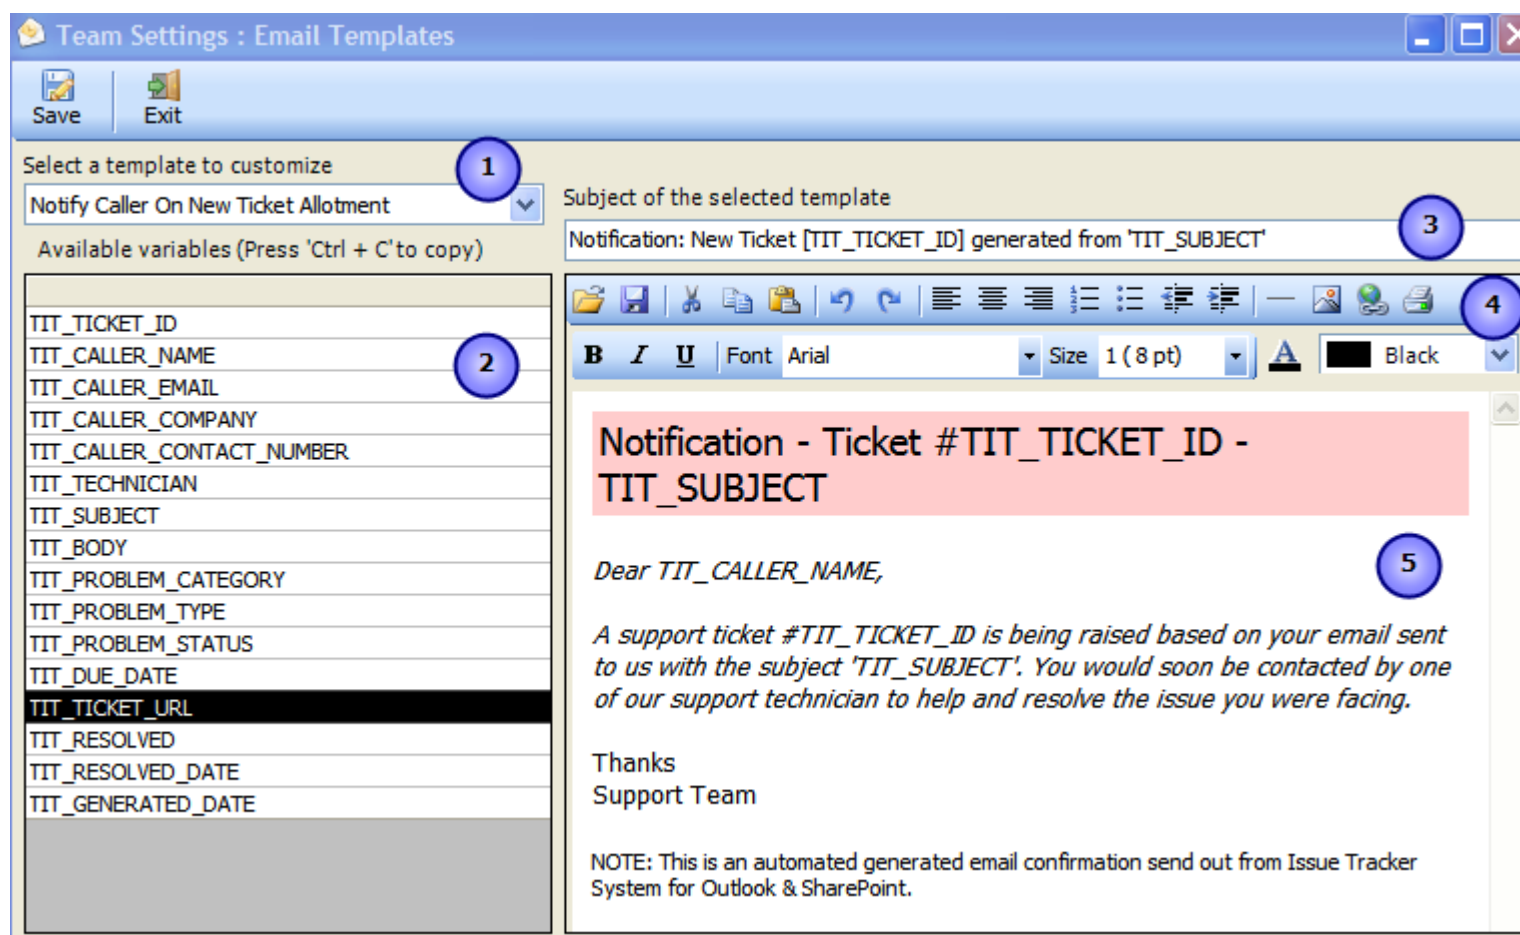 Team Settings : Email Templates
Save
Exit
Select a template to customize
1
Notify Caller On New Ticket Allotment
Available variables (Press 'Ctrl + C' to copy)
TIT_TICKET_ID
TIT_CALLER_NAME
TIT_CALLER_EMAIL
TIT_CALLER_COMPANY
TIT_CALLER_CONTACT_NUMBER
TIT_TECHNICIAN
TIT_SUBJECT
TIT_BODY
TIT_PROBLEM_CATEGORY
TIT_PROBLEM_TYPE
TIT_PROBLEM_STATUS
TIT_DUE_DATE
TIT_TICKET_URL
TIT_RESOLVED
TIT_RESOLVED_DATE
TIT_GENERATED_DATE
2
Subject of the selected template
Notification: New Ticket [TIT_TICKET_ID] generated from 'TIT_SUBJECT'
3
4
B I U Font Arial Size 1 ( 8 pt) A Black
Notification - Ticket #TIT_TICKET_ID -
TIT_SUBJECT
5
Dear TIT_CALLER_NAME,
A support ticket #TIT_TICKET_ID is being raised based on your email sent
to us with the subject 'TIT_SUBJECT'. You would soon be contacted by one
of our support technician to help and resolve the issue you were facing.
Thanks
Support Team
NOTE: This is an automated generated email confirmation send out from Issue Tracker
System for Outlook & SharePoint.